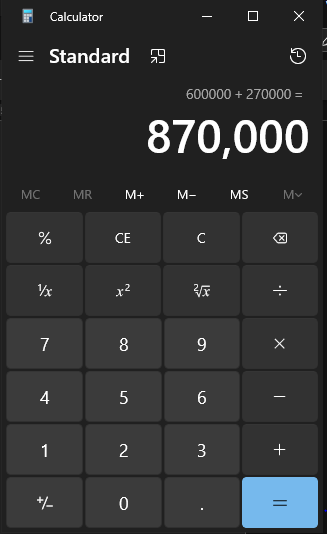 Calculator
Standard
600000 + 270000 =
870,000
MC MR M+ M− MS M
% CE C
¹/x x² ²√x ÷
7 8 9 ×
4 5 6 −
1 2 3 +
+/− 0 . =